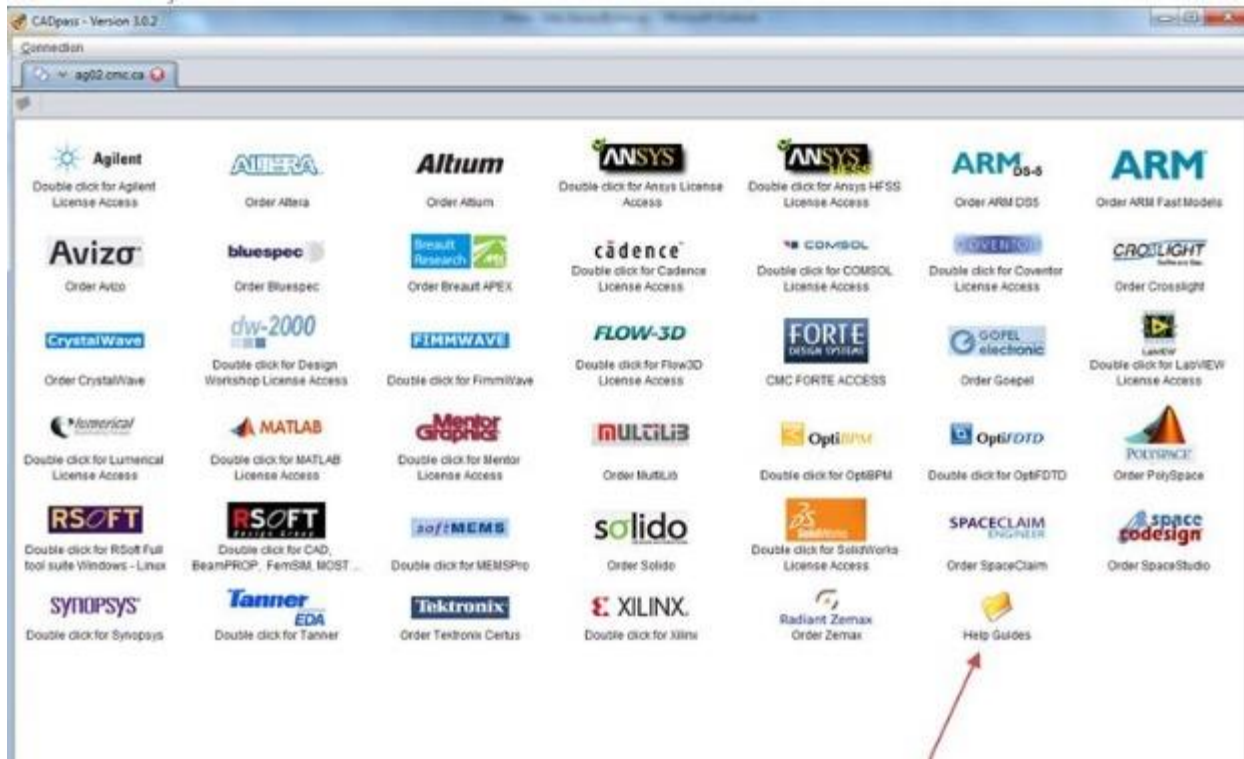 CADpass - Version 3.0.2
Connection
ag02.cmc.ca
Agilent
Double click for Agilent
License Access
ALTERA
Order Altera
Altium
Order Altium
ANSYS
Double click for Ansys License
Access
ANSYS
HFSS
Double click for Ansys HFSS
License Access
ARM DS-5
Order ARM DS5
ARM
Order ARM Fast Models
Avizo
Order Avizo
bluespec
Order Bluespec
Breault
Research
Order Breault APEX
cādence
Double click for Cadence
License Access
COMSOL
Double click for COMSOL
License Access
COVENTOR
Double click for Coventor
License Access
CROSSLIGHT
Software Inc.
Order Crosslight
CrystalWave
Order CrystalWave
dw-2000
Double click for Design
Workshop License Access
FIMMWAVE
Double click for FimmWave
FLOW-3D
Double click for Flow3D
License Access
FORTE
DESIGN SYSTEMS
CMC FORTE ACCESS
GOPEL
electronic
Order Goepel
LabVIEW
Double click for LabVIEW
License Access
lumerical
Double click for Lumerical
License Access
MATLAB
Double click for MATLAB
License Access
Mentor
Graphics
Double click for Mentor
License Access
MULTiLiB
Order MultiLib
OptiBPM
Double click for OptiBPM
OptiFDTD
Double click for OptiFDTD
POLYSPACE
Order PolySpace
RSOFT
Double click for RSoft Full
tool suite Windows - Linux
RSOFT
Design Group
Double click for CAD,
BeamPROP, FemSIM, MOST ...
softMEMS
Double click for MEMSPro
solido
Order Solido
SolidWorks
Double click for SolidWorks
License Access
SPACECLAIM
ENGINEER
Order SpaceClaim
space
codesign
Order SpaceStudio
SYNOPSYS
Double click for Synopsys
Tanner
EDA
Double click for Tanner
Tektronix
Order Tektronix Certus
XILINX
Double click for Xilinx
Radiant Zemax
Order Zemax
Help Guides